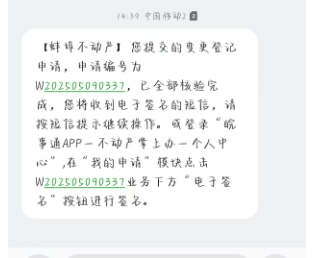 14:39 中国移动2
【蚌埠不动产】您提交的变更登记
申请，申请编号为
W202505090337，已全部核验完
成，您将收到电子签名的短信，请
按短信提示继续操作。或登录“皖
事通APP－不动产掌上办－个人中
心”，在“我的申请”模块点击
W202505090337业务下方“电子签
名”按钮进行签名。